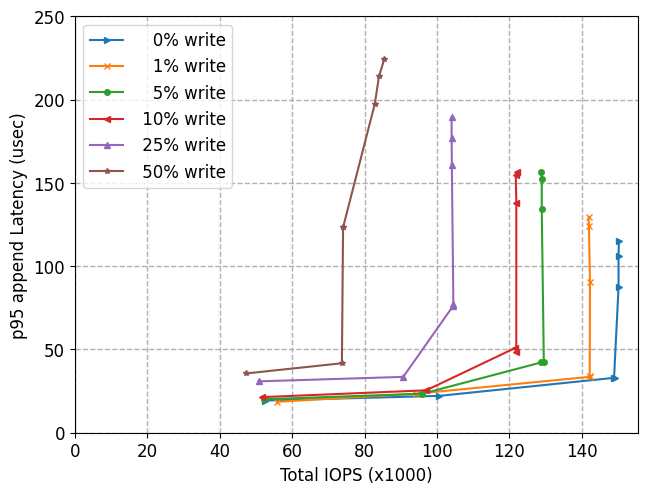 250
200
150
100
50
0
p95 append Latency (usec)
0% write
1% write
5% write
10% write
25% write
50% write
0 20 40 60 80 100 120 140
Total IOPS (x1000)